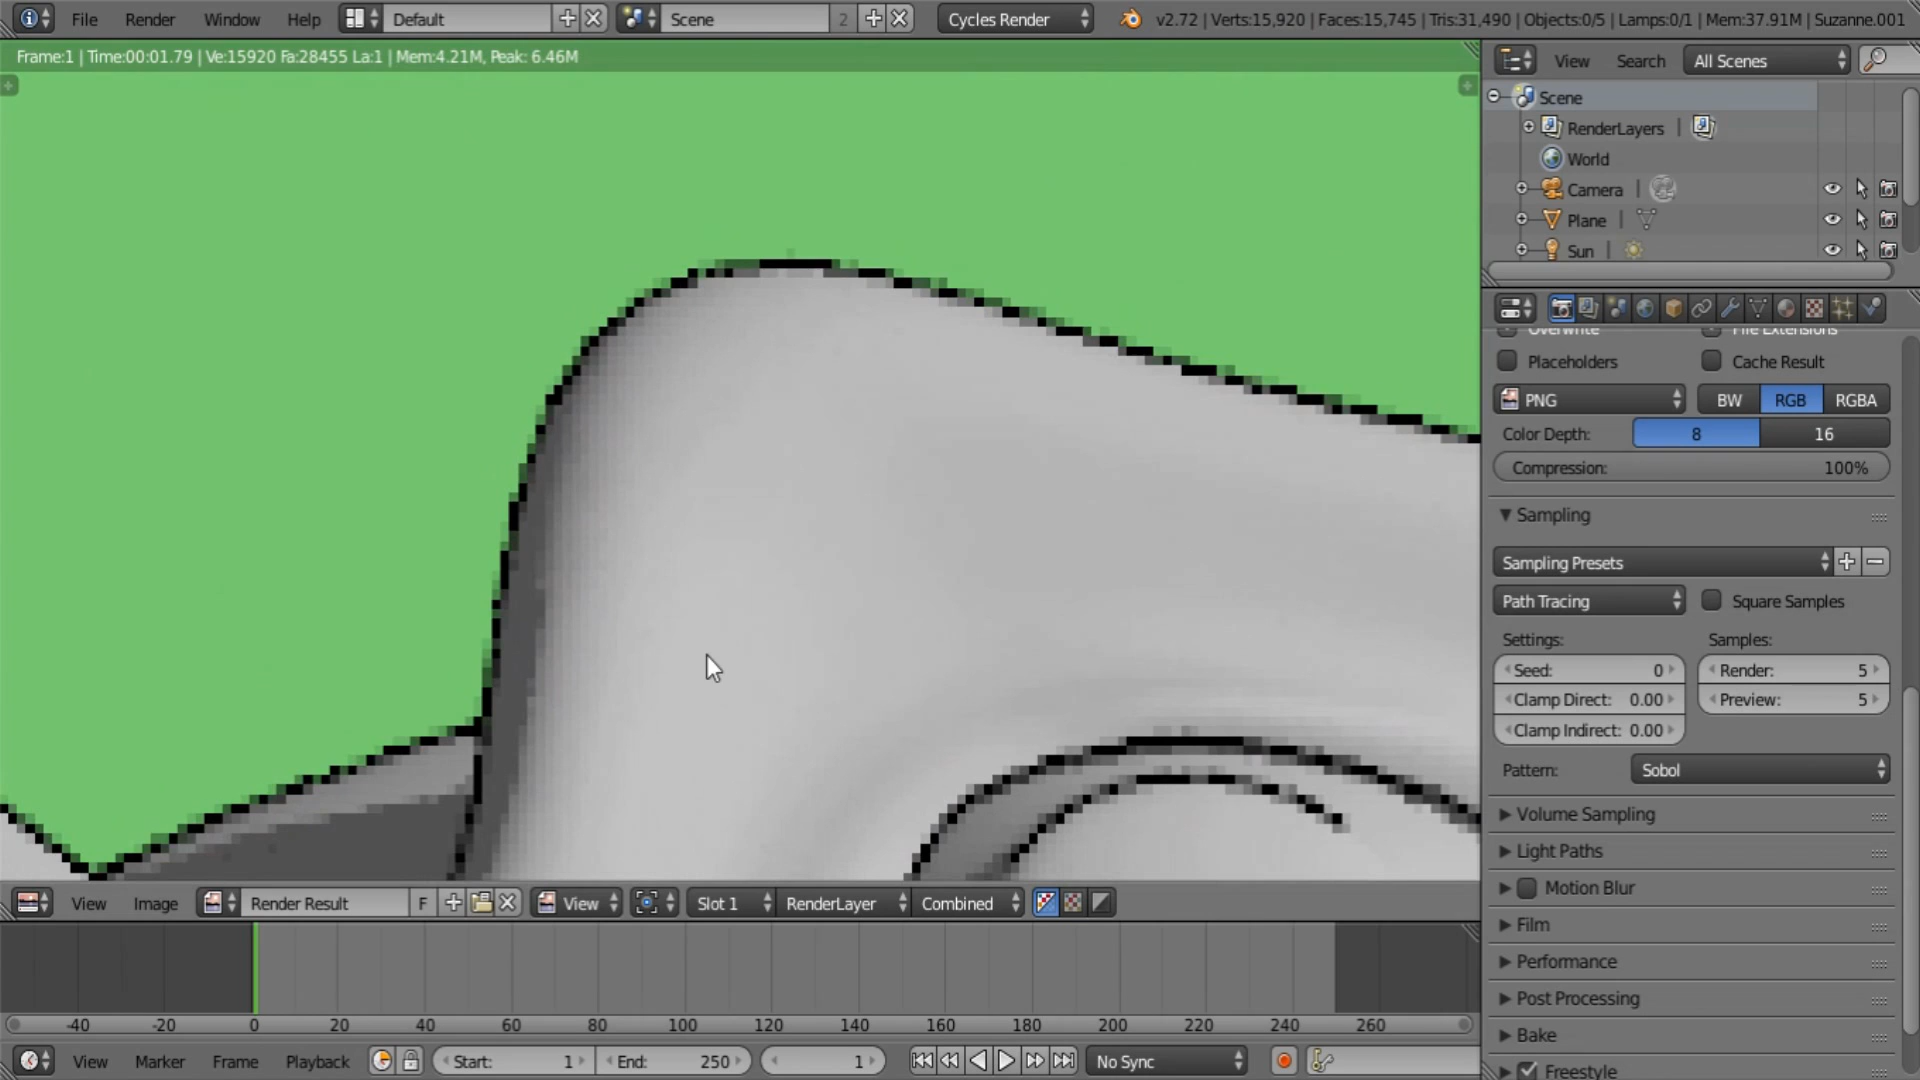 File Render Window Help Default Scene 2 Cycles Render v2.72 | Verts:15,920 | Faces:15,745 | Tris:31,490 | Objects:0/5 | Lamps:0/1 | Mem:37.91M | Suzanne.001
Frame:1 | Time:00:01.79 | Ve:15920 Fa:28455 La:1 | Mem:4.21M, Peak: 6.46M
View Search All Scenes
Scene
RenderLayers |
World
Camera |
Plane |
Sun |
Overwrite File Extensions
Placeholders Cache Result
PNG BW RGB RGBA
Color Depth: 8 16
Compression: 100%
Sampling
Sampling Presets
Path Tracing Square Samples
Settings: Samples:
Seed: 0 Render: 5
Clamp Direct: 0.00 Preview: 5
Clamp Indirect: 0.00
Pattern: Sobol
Volume Sampling
Light Paths
Motion Blur
Film
Performance
Post Processing
Bake
Freestyle
View Image Render Result F View Slot 1 RenderLayer Combined
-40 -20 0 20 40 60 80 100 120 140 160 180 200 220 240 260
View Marker Frame Playback Start: 1 End: 250 1 No Sync